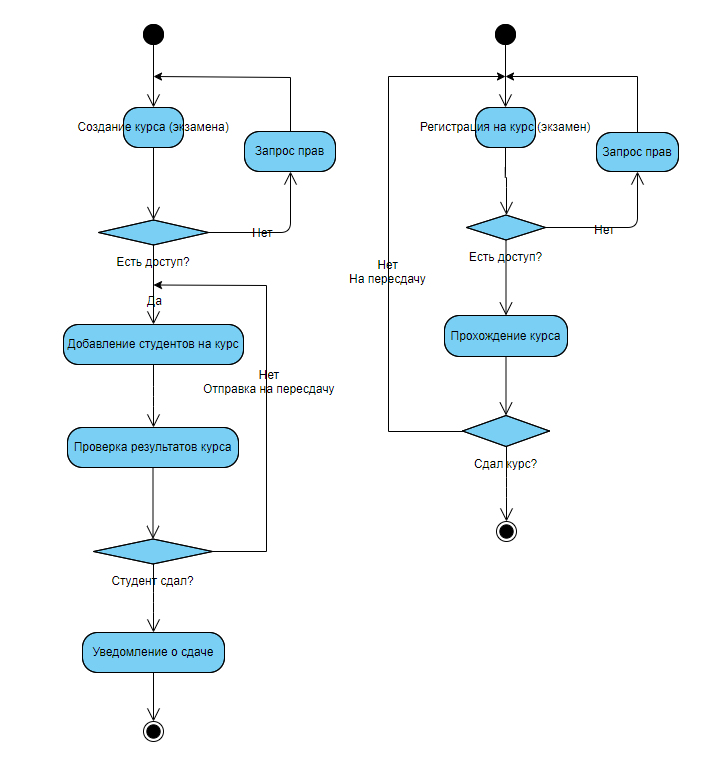 Создание курса (экзамена)
Запрос прав
Нет
Есть доступ?
Да
Добавление студентов на курс
Нет
Отправка на пересдачу
Проверка результатов курса
Студент сдал?
Уведомление о сдаче
Регистрация на курс (экзамен)
Запрос прав
Нет
Есть доступ?
Нет
На пересдачу
Прохождение курса
Сдал курс?